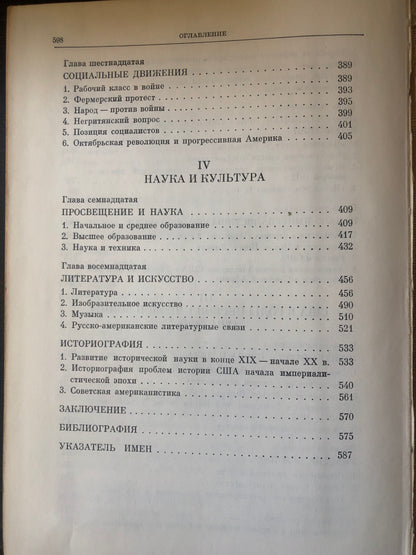 598
ОГЛАВЛЕНИЕ
Глава шестнадцатая
СОЦИАЛЬНЫЕ ДВИЖЕНИЯ 389
1. Рабочий класс в войне 389
2. Фермерский протест 393
3. Народ — против войны 395
4. Негритянский вопрос 399
5. Позиция социалистов 401
6. Октябрьская революция и прогрессивная Америка 405
IV
НАУКА И КУЛЬТУРА
Глава семнадцатая
ПРОСВЕЩЕНИЕ И НАУКА 409
1. Начальное и среднее образование 409
2. Высшее образование 417
3. Наука и техника 432
Глава восемнадцатая
ЛИТЕРАТУРА И ИСКУССТВО 456
1. Литература 456
2. Изобразительное искусство 490
3. Музыка 510
4. Русско-американские литературные связи 521
ИСТОРИОГРАФИЯ 533
1. Развитие исторической науки в конце XIX — начале XX в. 533
2. Историография проблем истории США начала империали-
стической эпохи 540
3. Советская американистика 561
ЗАКЛЮЧЕНИЕ 570
БИБЛИОГРАФИЯ 575
УКАЗАТЕЛЬ ИМЕН 587